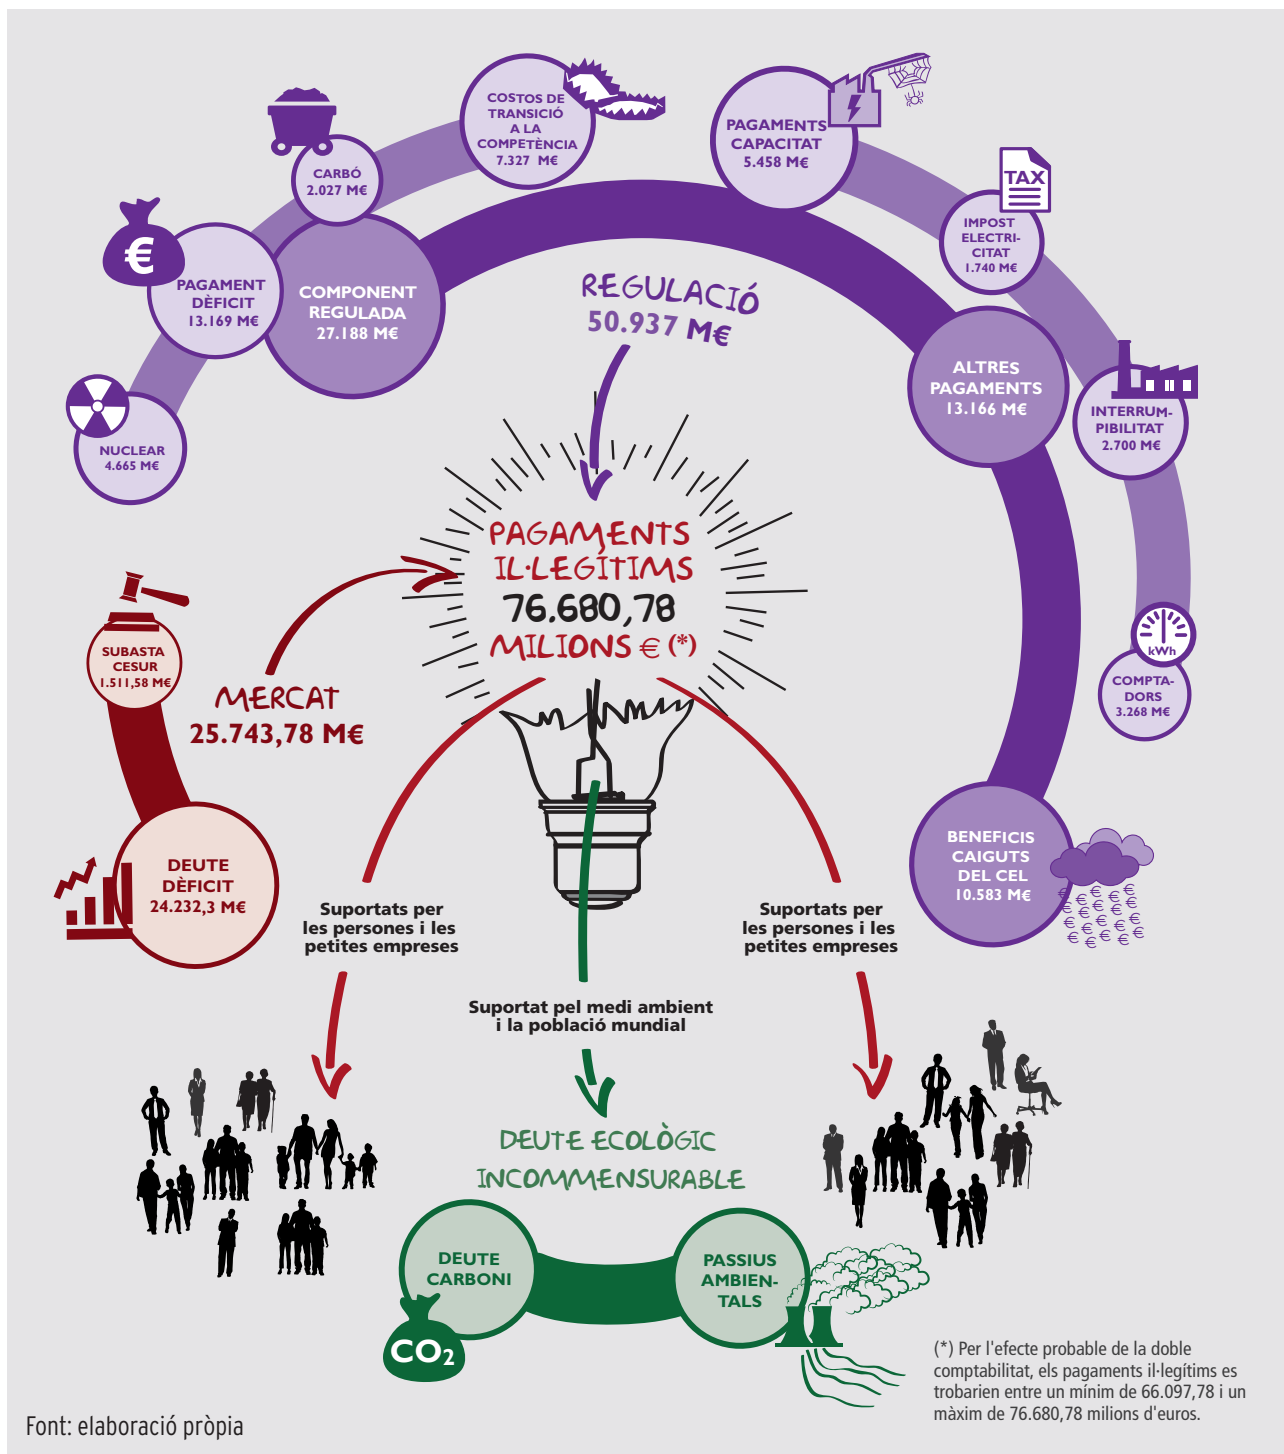 COSTOS DE
TRANSICIÓ
A LA
COMPETÈNCIA
7.327 M€
PAGAMENTS
CAPACITAT
5.458 M€
CARBÓ
2.027 M€
TAX
IMPOST
ELECTRI-
CITAT
1.740 M€
€
PAGAMENT
DÈFICIT
13.169 M€
COMPONENT
REGULADA
27.188 M€
REGULACIÓ
50.937 M€
ALTRES
PAGAMENTS
13.166 M€
INTERRUM-
PIBILITAT
2.700 M€
NUCLEAR
4.665 M€
PAGAMENTS
IL·LEGÍTIMS
76.680,78
MILIONS € (*)
SUBASTA
CESUR
1.511,58 M€
MERCAT
25.743,78 M€
kWh
COMPTA-
DORS
3.268 M€
DEUTE
DÈFICIT
24.232,3 M€
BENEFICIS
CAIGUTS
DEL CEL
10.583 M€
€ € € €
€ € € €
€ € € €
€ € € €
Suportats per
les persones i les
petites empreses
Suportats per
les persones i les
petites empreses
Suportat pel medi ambient
i la població mundial
DEUTE ECOLÒGIC
INCOMMENSURABLE
DEUTE
CARBONI
CO2
PASSIUS
AMBIEN-
TALS
(*) Per l'efecte probable de la doble
comptabilitat, els pagaments il·legítims es
trobarien entre un mínim de 66.097,78 i un
màxim de 76.680,78 milions d'euros.
Font: elaboració pròpia